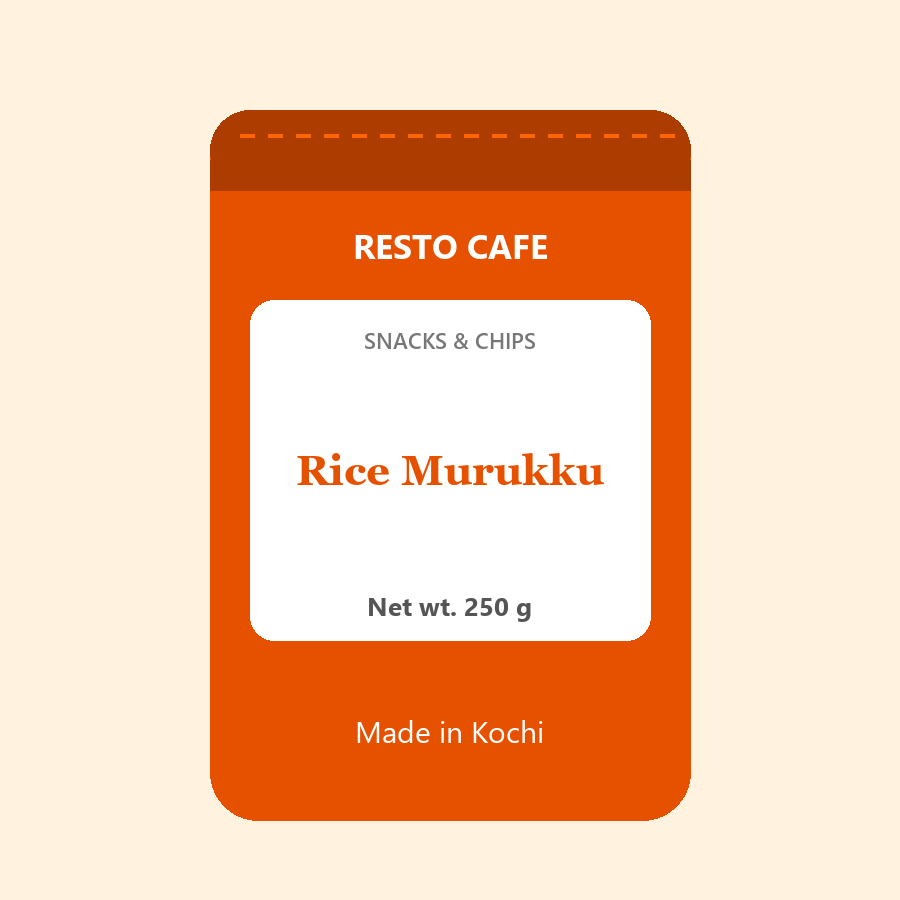 RESTO CAFE
SNACKS & CHIPS
Rice Murukku
Net wt. 250 g
Made in Kochi